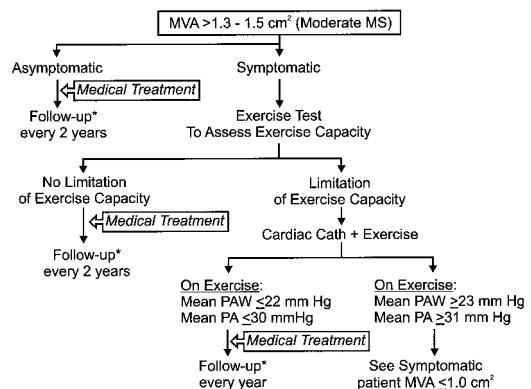 MVA >1.3 - 1.5 cm² (Moderate MS)
Asymptomatic
Symptomatic
Medical Treatment
Follow-up*
every 2 years
Exercise Test
To Assess Exercise Capacity
No Limitation
of Exercise Capacity
Limitation
of Exercise Capacity
Medical Treatment
Follow-up*
every 2 years
Cardiac Cath + Exercise
On Exercise:
Mean PAW ≤22 mm Hg
Mean PA ≤30 mmHg
On Exercise:
Mean PAW ≥23 mm Hg
Mean PA ≥31 mm Hg
Medical Treatment
Follow-up*
every year
See Symptomatic
patient MVA ≤1.0 cm²